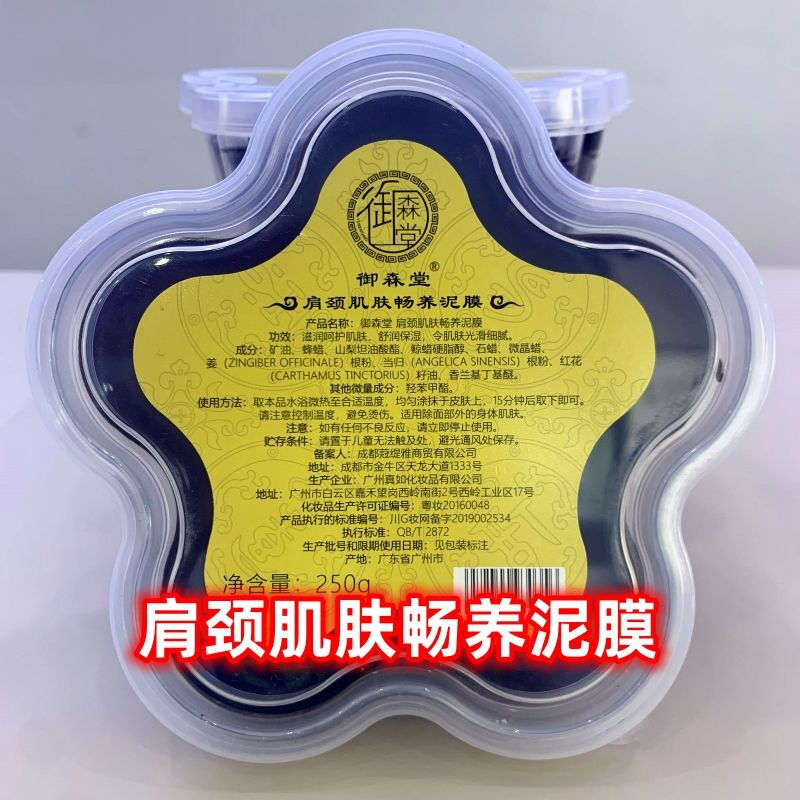 御森堂
御森堂®
肩颈肌肤畅养泥膜
产品名称：御森堂 肩颈肌肤畅养泥膜
功效：滋润呵护肌肤，舒润保湿，令肌肤光滑细腻。
成分：矿油、蜂蜡、山梨坦油酸酯、鲸蜡硬脂醇、石蜡、微晶蜡、
姜（ZINGIBER OFFICINALE）根粉、当归（ANGELICA SINENSIS）根粉、红花
（CARTHAMUS TINCTORIUS）籽油、香兰基丁基醚。
其他微量成分：羟苯甲酯。
使用方法：取本品水浴微热至合适温度，均匀涂抹于皮肤上，15分钟后取下即可。
请注意控制温度，避免烫伤。适用除面部外的身体肌肤。
注意：如有任何不良反应，请立即停止使用。
贮存条件：请置于儿童无法触及处，避光通风处保存。
备案人：成都蔻缇雅商贸有限公司
地址：成都市金牛区天龙大道1333号
生产企业：广州真如化妆品有限公司
地址：广州市白云区嘉禾望岗西岭南街2号西岭工业区17号
化妆品生产许可证编号：粤妆20160048
产品执行的标准编号：川G妆网备字2019002534
执行标准：QB/T 2872
生产批号和限期使用日期：见包装标注
产地：广东省广州市
净含量：250g
肩颈肌肤畅养泥膜